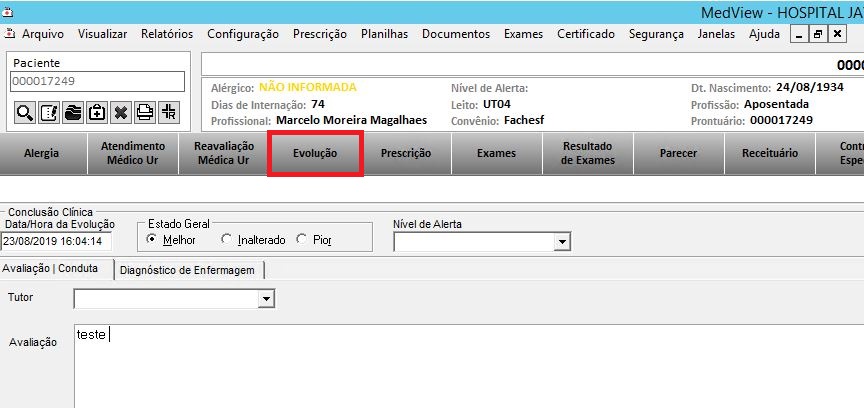 MedView - HOSPITAL JA
Arquivo Visualizar Relatórios Configuração Prescrição Planilhas Documentos Exames Certificado Segurança Janelas Ajuda
Paciente
000017249
0000
Alérgico: NÃO INFORMADA Nível de Alerta: Dt. Nascimento: 24/08/1934
Dias de Internação: 74 Leito: UT04 Profissão: Aposentada
Profissional: Marcelo Moreira Magalhaes Convênio: Fachesf Prontuário: 000017249
Alergia Atendimento Médico Ur Reavaliação Médica Ur Evolução Prescrição Exames Resultado de Exames Parecer Receituário Contr Espe
Conclusão Clínica
Data/Hora da Evolução Estado Geral Nível de Alerta
23/08/2019 16:04:14 Melhor Inalterado Pior
Avaliação | Conduta Diagnóstico de Enfermagem
Tutor
Avaliação teste